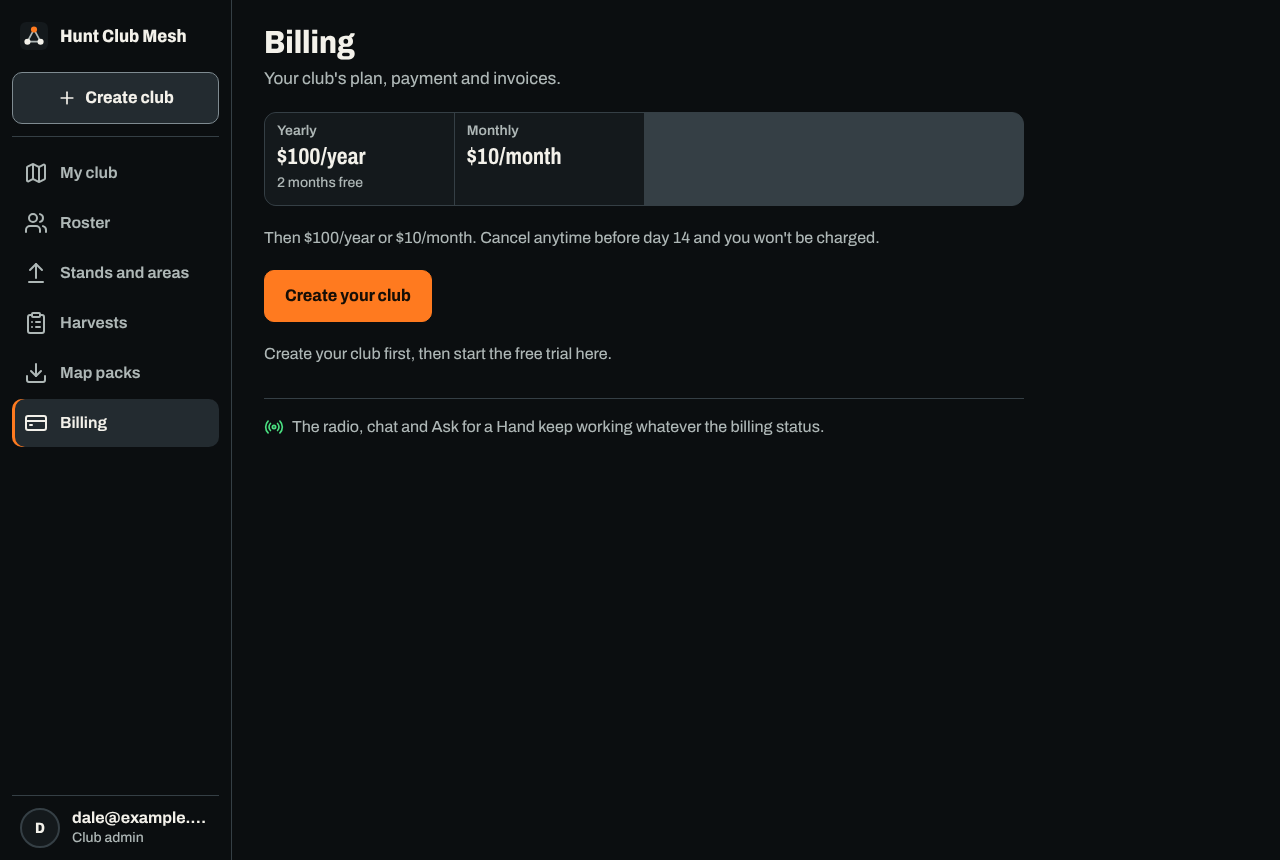 Hunt Club Mesh
Create club
My club
Roster
Stands and areas
Harvests
Map packs
Billing
D
dale@example....
Club admin
Billing
Your club's plan, payment and invoices.
Yearly
$100/year
2 months free
Monthly
$10/month
Then $100/year or $10/month. Cancel anytime before day 14 and you won't be charged.
Create your club
Create your club first, then start the free trial here.
The radio, chat and Ask for a Hand keep working whatever the billing status.